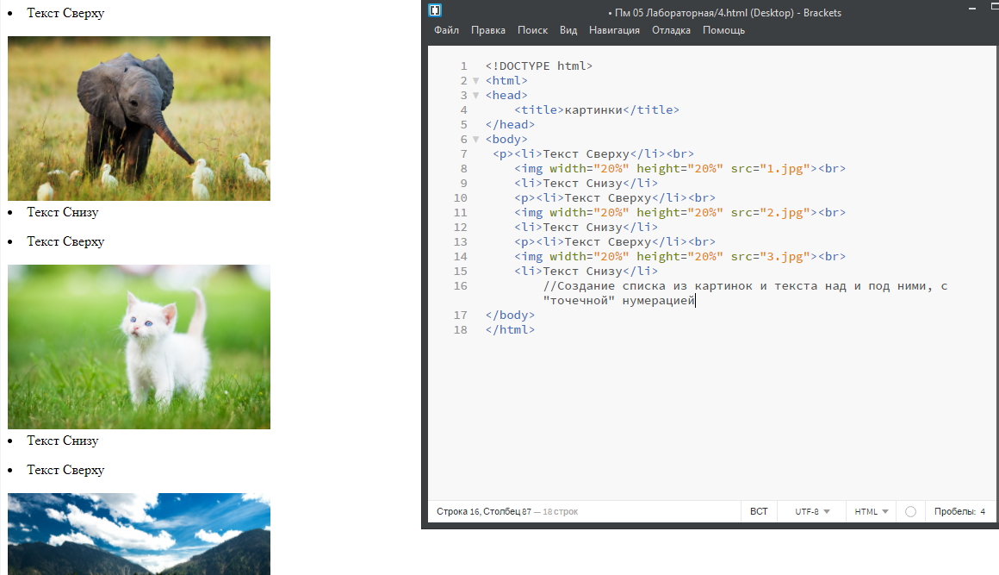 Текст Сверху
Текст Снизу
Текст Сверху
Текст Снизу
Текст Сверху
• Пм 05 Лабораторная/4.html (Desktop) - Brackets
Файл Правка Поиск Вид Навигация Отладка Помощь
1 <!DOCTYPE html>
2 <html>
3 <head>
4 <title>картинки</title>
5 </head>
6 <body>
7 <p><li>Текст Сверху</li><br>
8 <img width="20%" height="20%" src="1.jpg"><br>
9 <li>Текст Снизу</li>
10 <p><li>Текст Сверху</li><br>
11 <img width="20%" height="20%" src="2.jpg"><br>
12 <li>Текст Снизу</li>
13 <p><li>Текст Сверху</li><br>
14 <img width="20%" height="20%" src="3.jpg"><br>
15 <li>Текст Снизу</li>
16 //Создание списка из картинок и текста над и под ними, с
"точечной" нумерацией
17 </body>
18 </html>
Строка 16, Столбец 87 — 18 строк ВСТ UTF-8 HTML Пробелы: 4